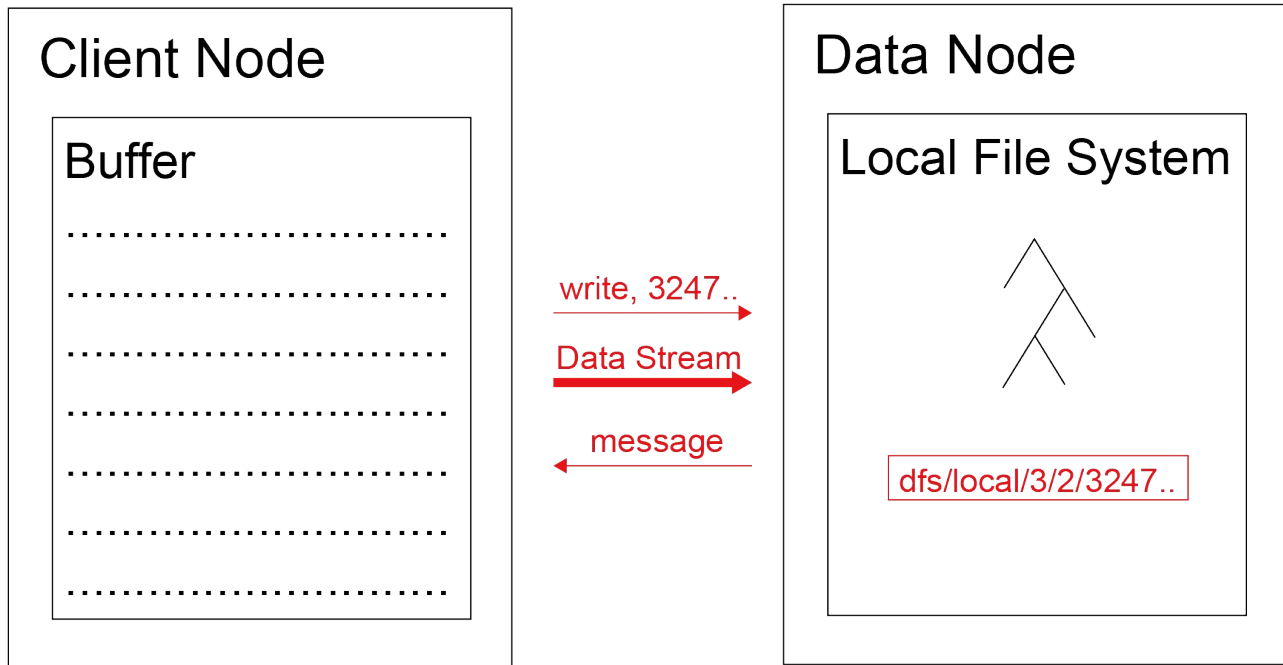 Client Node
Buffer
write, 3247..
Data Stream
message
Data Node
Local File System
dfs/local/3/2/3247..